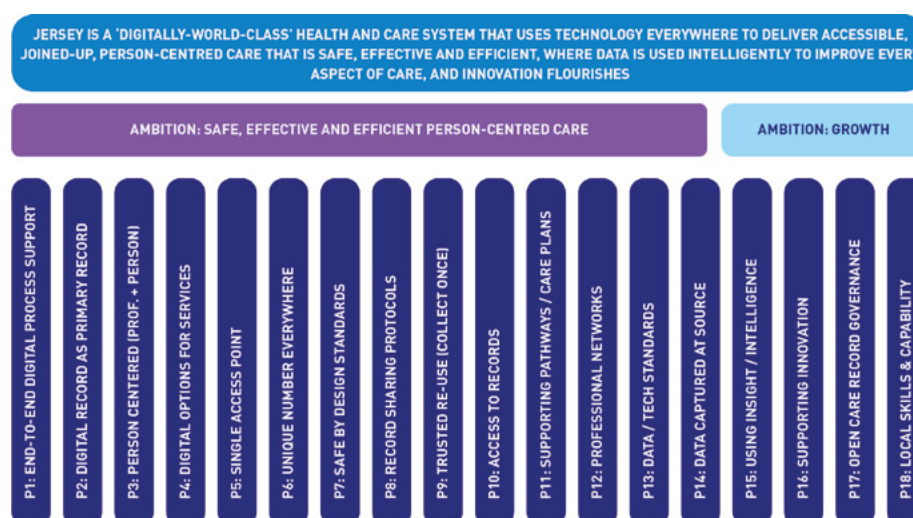 JERSEY IS A ‘DIGITALLY-WORLD-CLASS’ HEALTH AND CARE SYSTEM THAT USES TECHNOLOGY EVERYWHERE TO DELIVER ACCESSIBLE,
JOINED-UP, PERSON-CENTRED CARE THAT IS SAFE, EFFECTIVE AND EFFICIENT, WHERE DATA IS USED INTELLIGENTLY TO IMPROVE EVER
ASPECT OF CARE, AND INNOVATION FLOURISHES
AMBITION: SAFE, EFFECTIVE AND EFFICIENT PERSON-CENTRED CARE
AMBITION: GROWTH
P1: END-TO-END DIGITAL PROCESS SUPPORT
P2: DIGITAL RECORD AS PRIMARY RECORD
P3: PERSON CENTERED (PROF. + PERSON)
P4: DIGITAL OPTIONS FOR SERVICES
P5: SINGLE ACCESS POINT
P6: UNIQUE NUMBER EVERYWHERE
P7: SAFE BY DESIGN STANDARDS
P8: RECORD SHARING PROTOCOLS
P9: TRUSTED RE-USE (COLLECT ONCE)
P10: ACCESS TO RECORDS
P11: SUPPORTING PATHWAYS / CARE PLANS
P12: PROFESSIONAL NETWORKS
P13: DATA / TECH STANDARDS
P14: DATA CAPTURED AT SOURCE
P15: USING INSIGHT / INTELLIGENCE
P16: SUPPORTING INNOVATION
P17: OPEN CARE RECORD GOVERNANCE
P18: LOCAL SKILLS & CAPABILITY